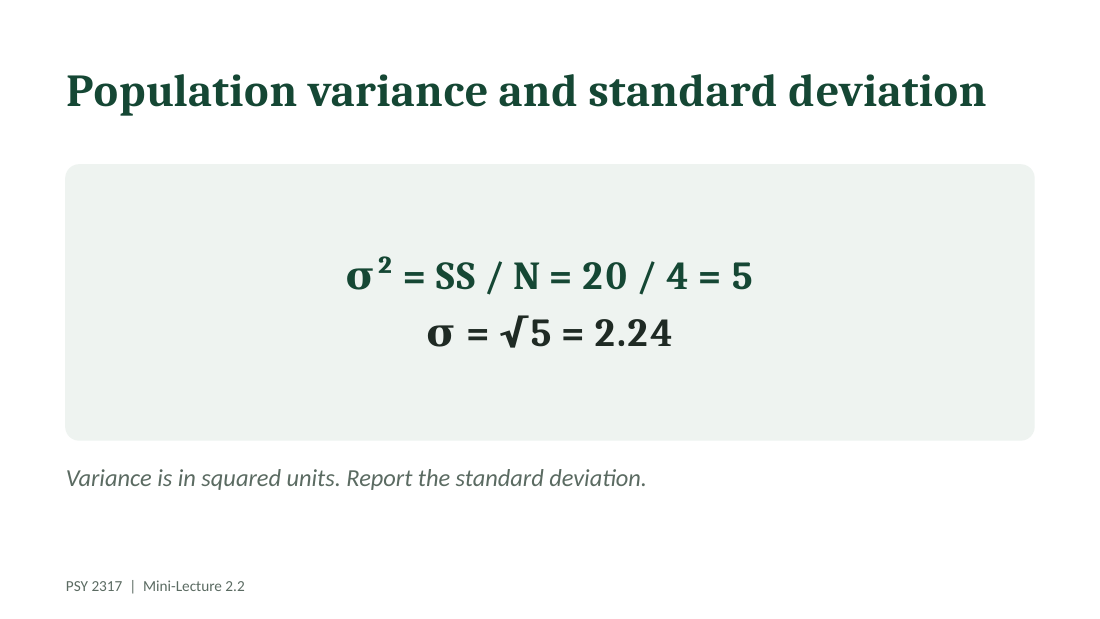 Population variance and standard deviation
σ² = SS / N = 20 / 4 = 5
σ = √5 = 2.24
Variance is in squared units. Report the standard deviation.
PSY 2317 | Mini-Lecture 2.2